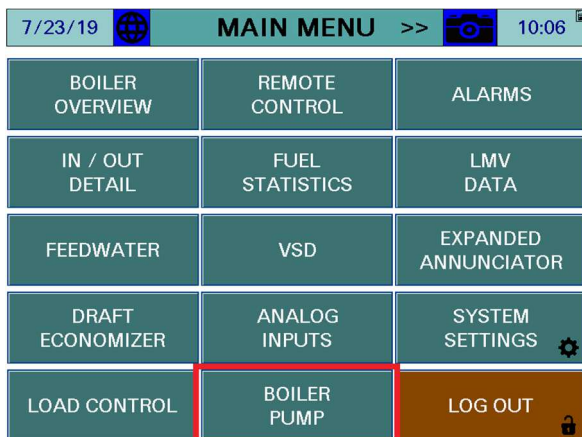 7/23/19 MAIN MENU >> 10:06
BOILER
OVERVIEW
REMOTE
CONTROL
ALARMS
IN / OUT
DETAIL
FUEL
STATISTICS
LMV
DATA
FEEDWATER
VSD
EXPANDED
ANNUNCIATOR
DRAFT
ECONOMIZER
ANALOG
INPUTS
SYSTEM
SETTINGS
LOAD CONTROL
BOILER
PUMP
LOG OUT